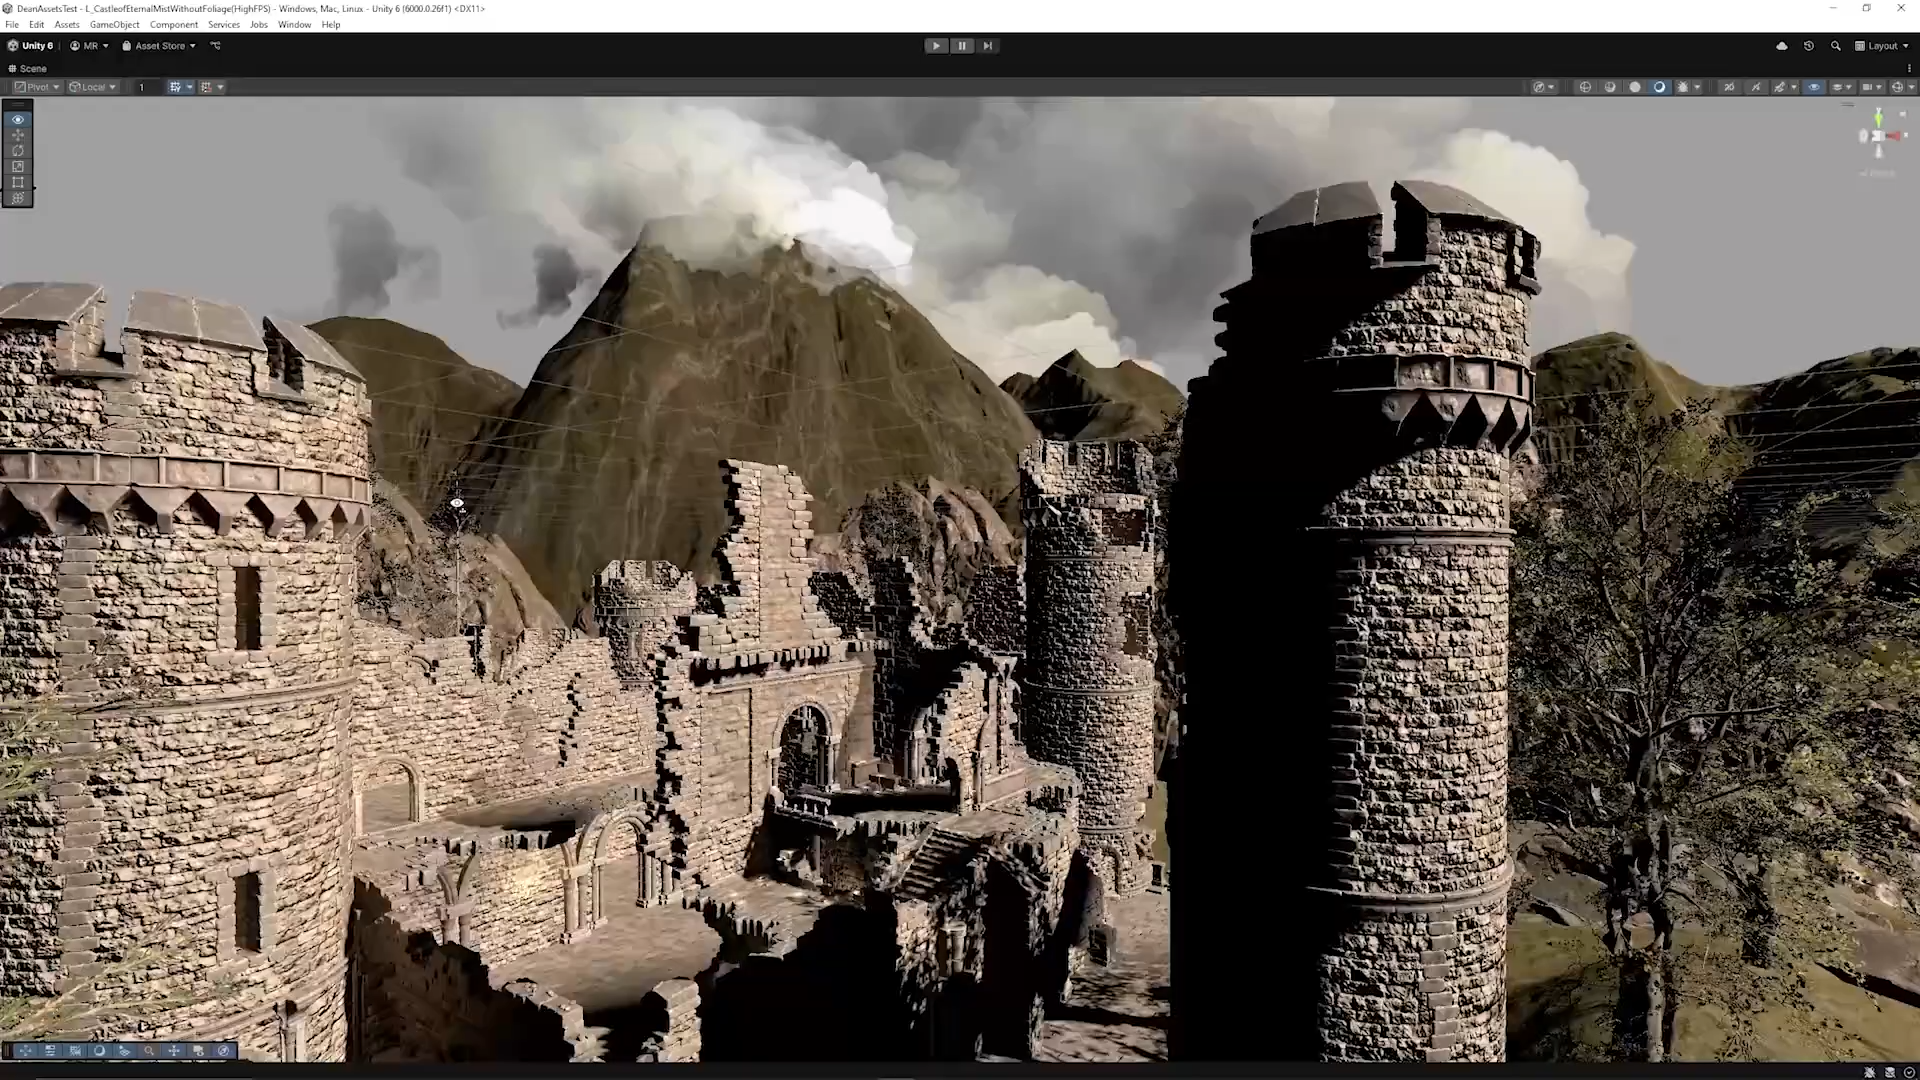 DeanAssetsTest - L_CastleofEternalMistWithoutFoliage(HighFPS) - Windows, Mac, Linux - Unity 6 (6000.0.26f1) <DX11>
File Edit Assets GameObject Component Services Jobs Window Help
Unity 6 MR Asset Store Layout
Scene
Pivot Local 1 2D